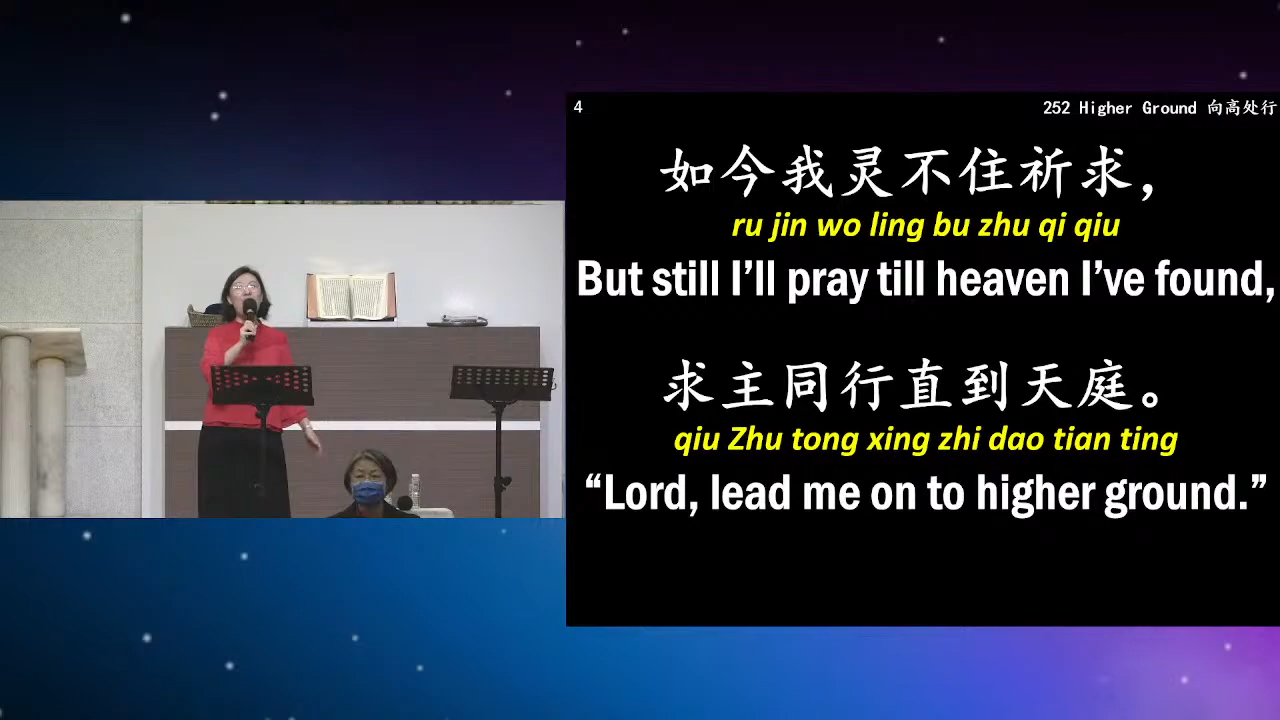 4
252 Higher Ground 向高处行
如今我灵不住祈求，
ru jin wo ling bu zhu qi qiu
But still I’ll pray till heaven I’ve found,
求主同行直到天庭。
qiu Zhu tong xing zhi dao tian ting
“Lord, lead me on to higher ground.”